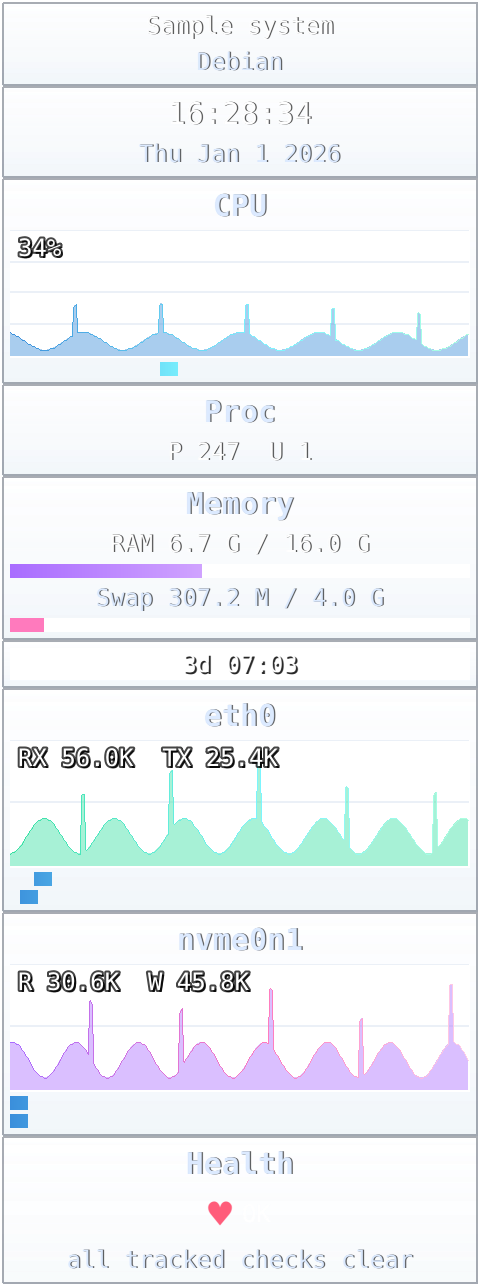 Sample system
Debian
16:28:34
Thu Jan 1 2026
CPU
34%
Proc
P 247 U 1
Memory
RAM 6.7 G / 16.0 G
Swap 307.2 M / 4.0 G
3d 07:03
eth0
RX 56.0K TX 25.4K
nvme0n1
R 30.6K W 45.8K
Health
♥
all tracked checks clear